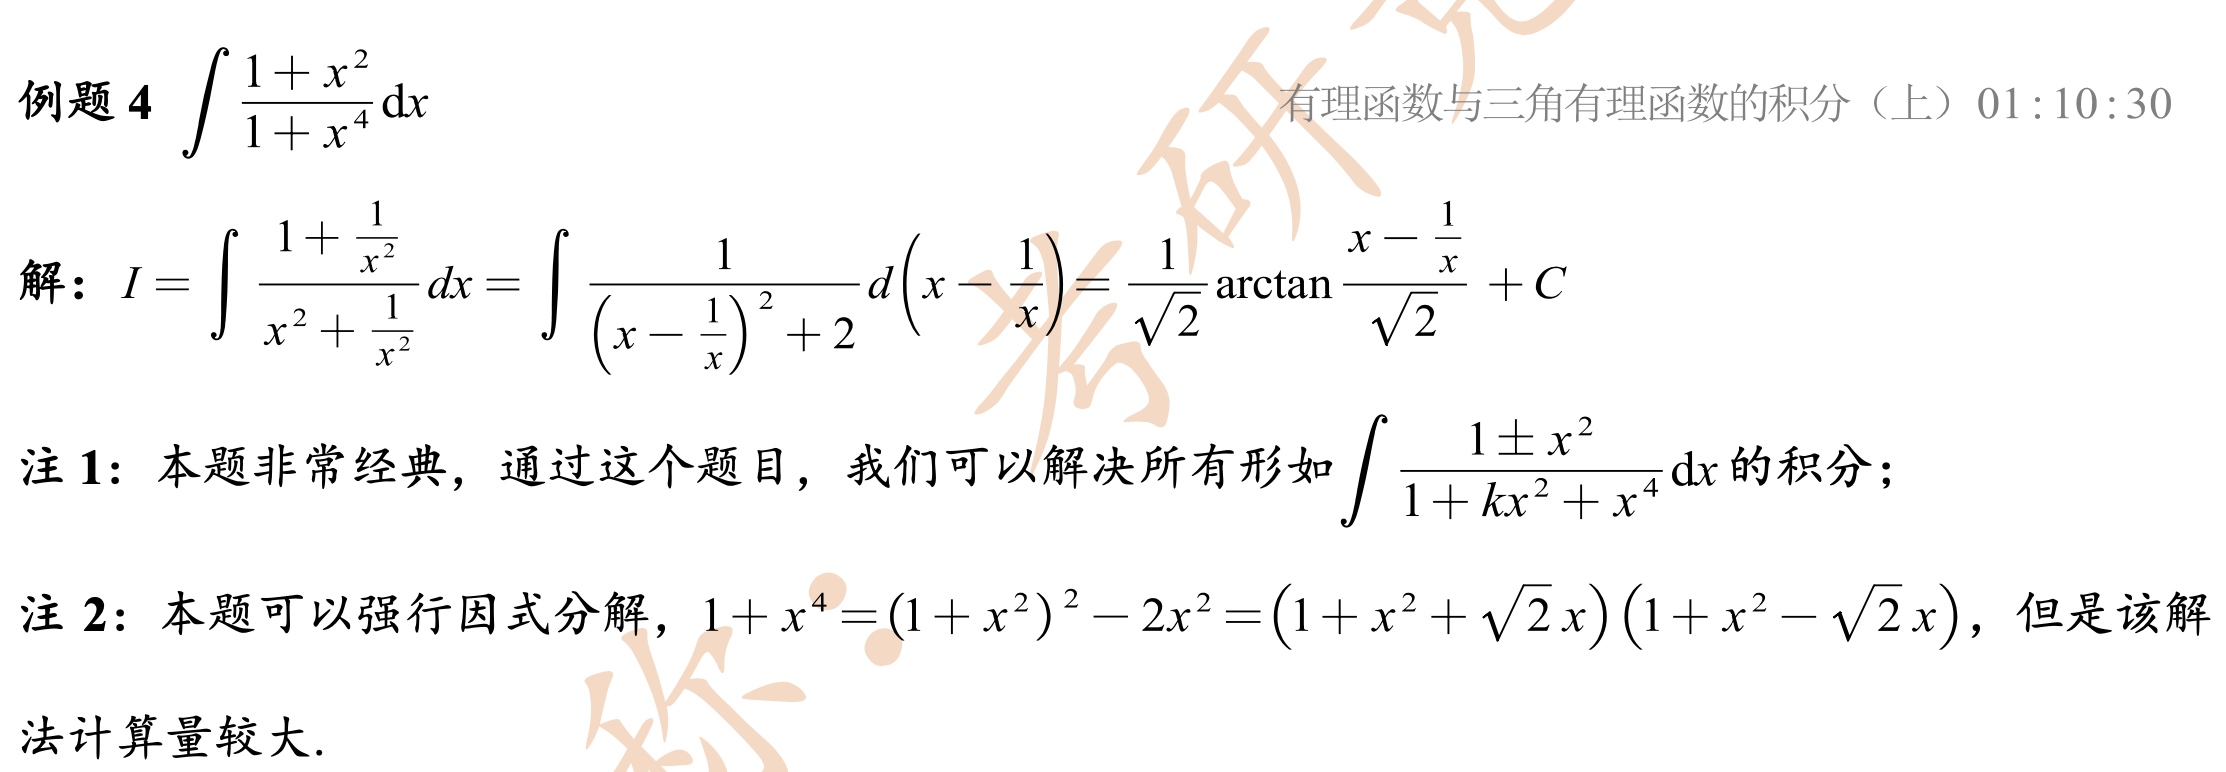 例题 4 $\int \frac{1+x^2}{1+x^4} \mathrm{d}x$ 有理函数与三角有理函数的积分（上）01:10:30
解：$I = \int \frac{1+\frac{1}{x^2}}{x^2+\frac{1}{x^2}} dx = \int \frac{1}{\left(x-\frac{1}{x}\right)^2+2} d\left(x-\frac{1}{x}\right) = \frac{1}{\sqrt{2}} \arctan \frac{x-\frac{1}{x}}{\sqrt{2}} + C$
注 1：本题非常经典，通过这个题目，我们可以解决所有形如 $\int \frac{1 \pm x^2}{1+kx^2+x^4} \mathrm{d}x$ 的积分；
注 2：本题可以强行因式分解，$1+x^4=(1+x^2)^2-2x^2=(1+x^2+\sqrt{2}x)(1+x^2-\sqrt{2}x)$，但是该解
法计算量较大.
称：考研竞